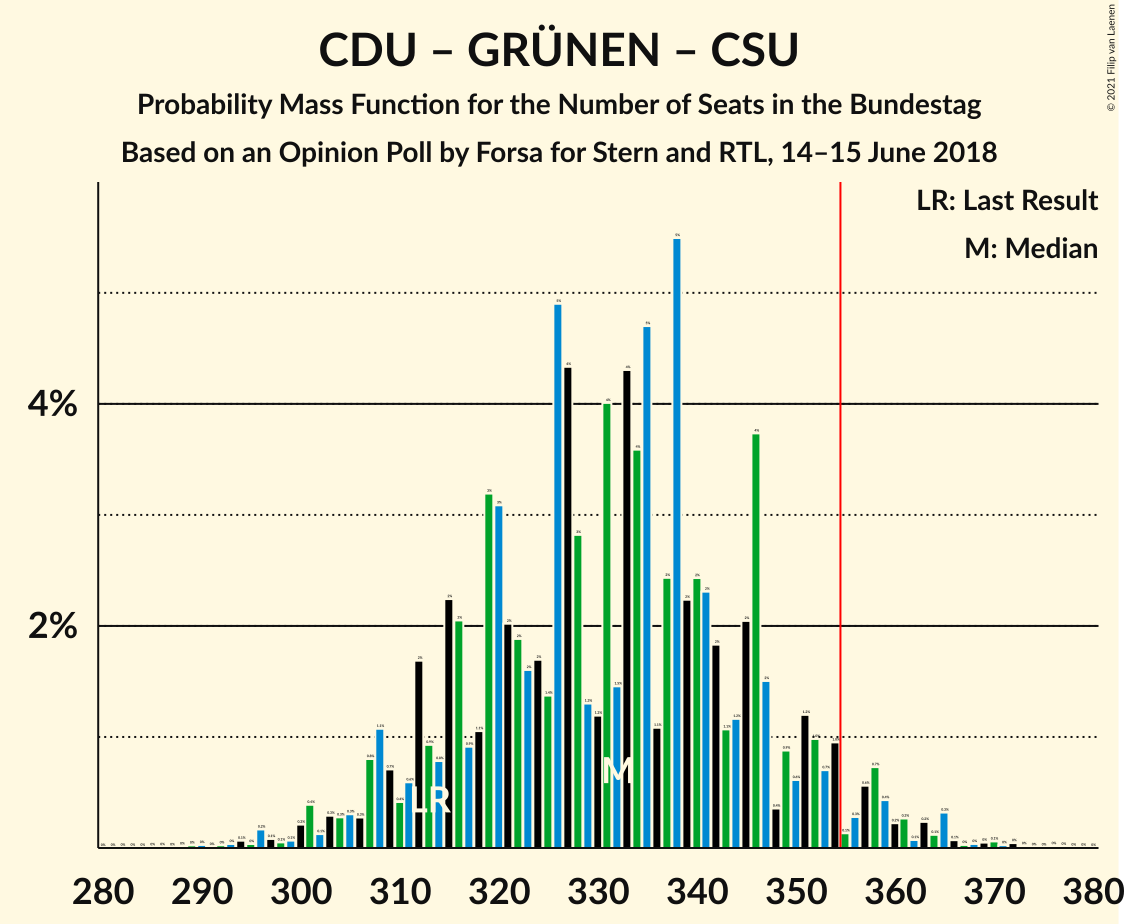 CDU – GRÜNEN – CSU
Probability Mass Function for the Number of Seats in the Bundestag
Based on an Opinion Poll by Forsa for Stern and RTL, 14–15 June 2018
© 2021 Filip van Laenen
LR: Last Result
M: Median
4%
2%
LR
M
280 290 300 310 320 330 340 350 360 370 380